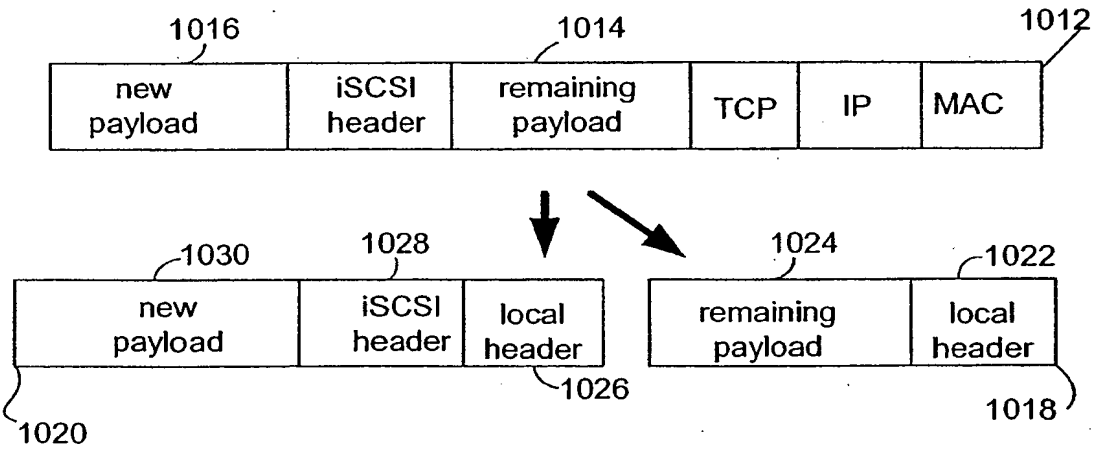 1016
1014
1012
new
payload
iSCSI
header
remaining
payload
TCP
IP
MAC
1030
1028
1024
1022
new
payload
iSCSI
header
local
header
remaining
payload
local
header
1026
1018
1020